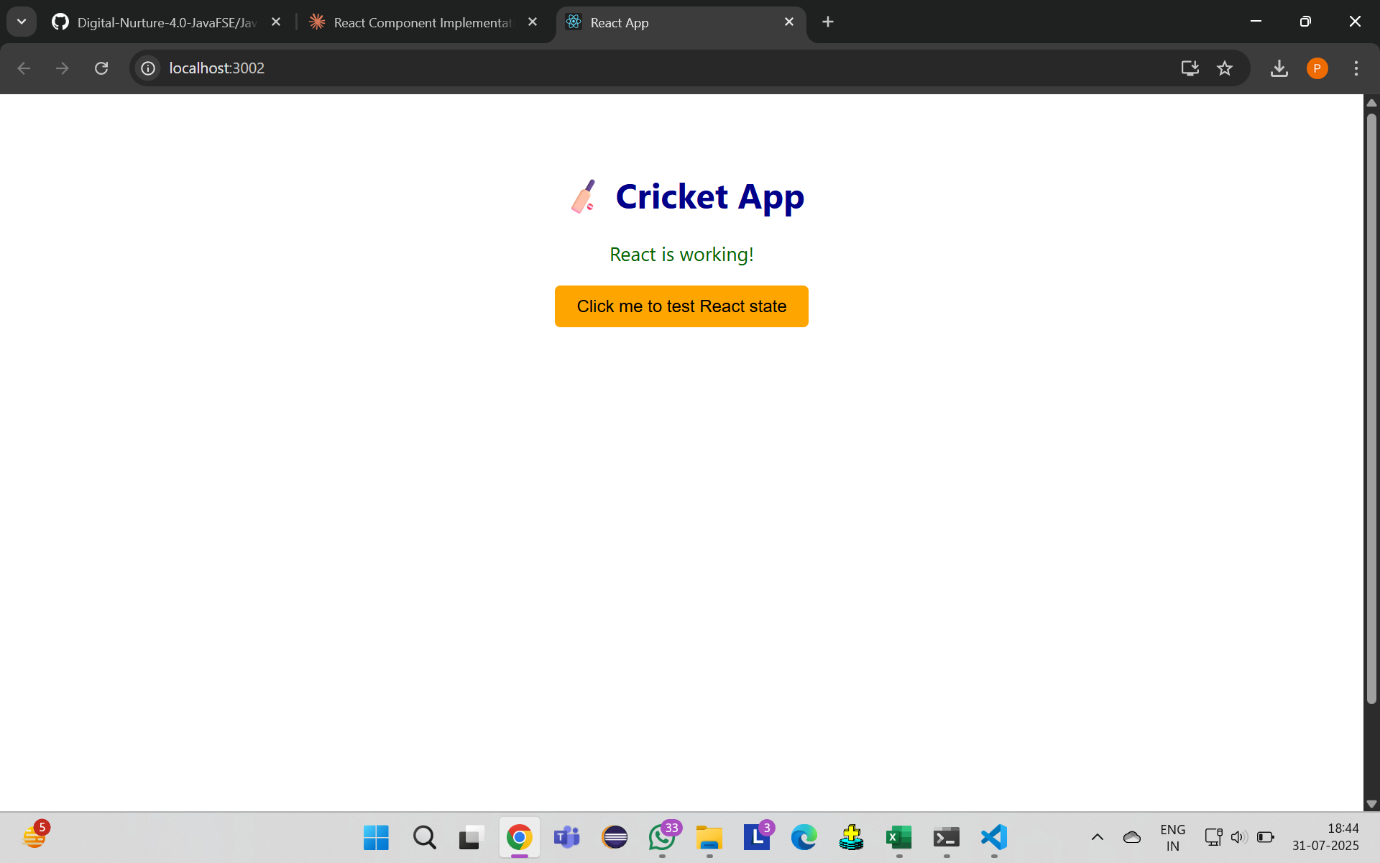 Digital-Nurture-4.0-JavaFSE/Jav
React Component Implementat
React App
localhost:3002
P
Cricket App
React is working!
Click me to test React state
5
T
33
L
3
ENG
IN
18:44
31-07-2025